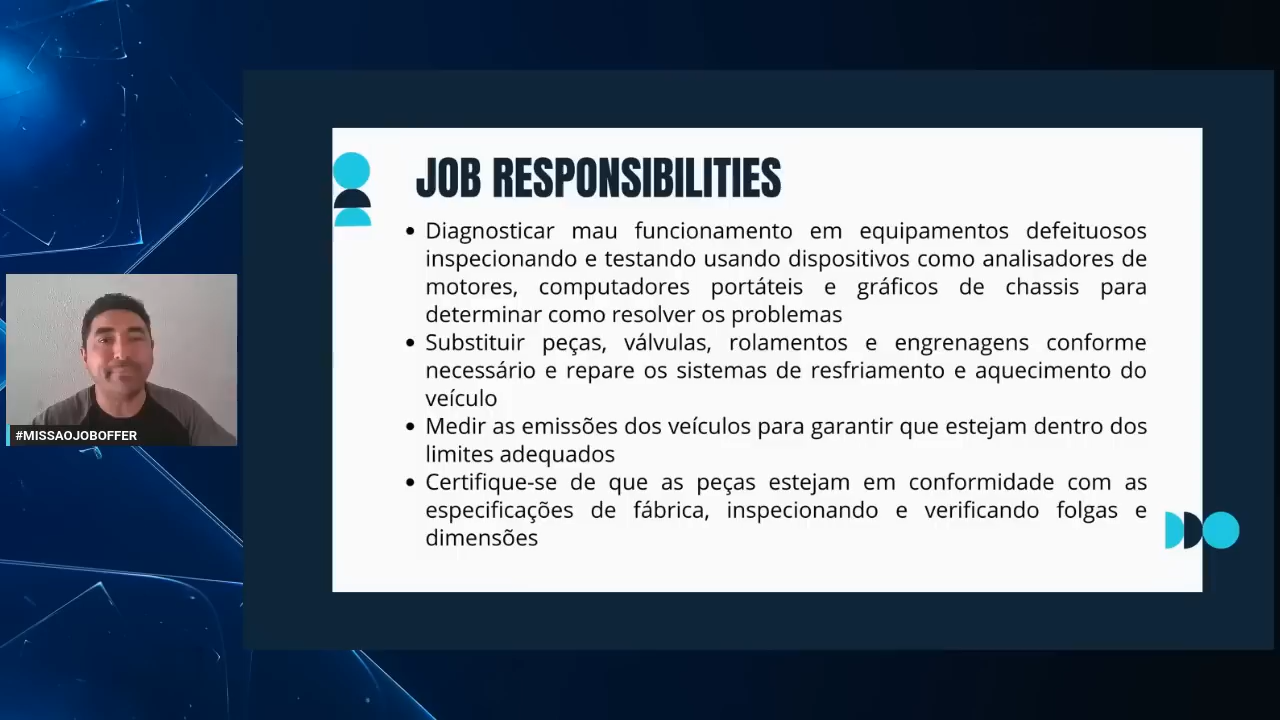 JOB RESPONSIBILITIES
Diagnosticar mau funcionamento em equipamentos defeituosos
inspecionando e testando usando dispositivos como analisadores de
motores, computadores portáteis e gráficos de chassis para
determinar como resolver os problemas
Substituir peças, válvulas, rolamentos e engrenagens conforme
necessário e repare os sistemas de resfriamento e aquecimento do
veículo
Medir as emissões dos veículos para garantir que estejam dentro dos
limites adequados
Certifique-se de que as peças estejam em conformidade com as
especificações de fábrica, inspecionando e verificando folgas e
dimensões
#MISSAOJOBOFFER